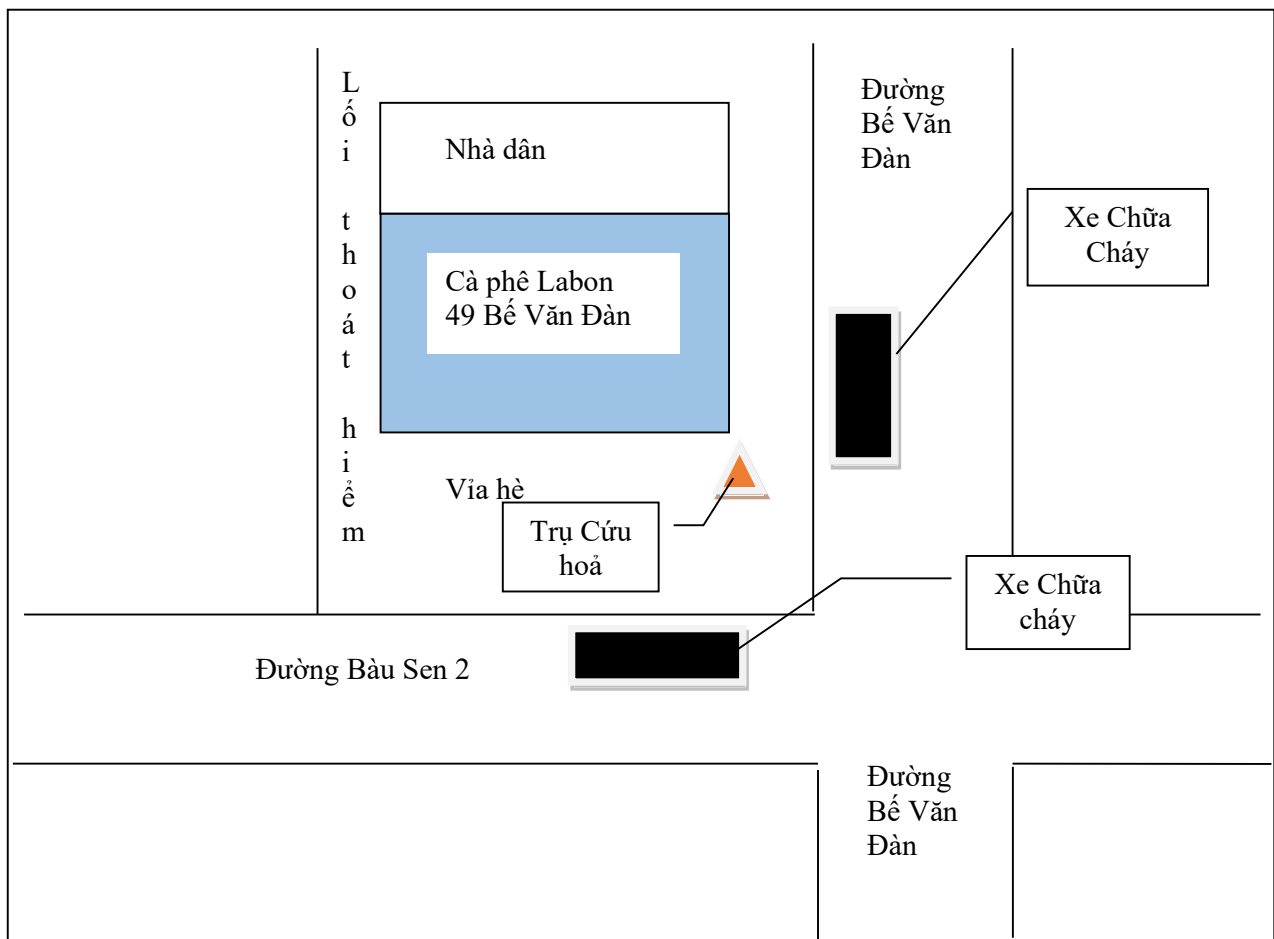 Lối thoát hiểm
Đường
Bế Văn
Đàn
Nhà dân
Xe Chữa
Cháy
Cà phê Labon
49 Bế Văn Đàn
Vỉa hè
Trụ Cứu
hoả
Xe Chữa
cháy
Đường Bàu Sen 2
Đường
Bế Văn
Đàn